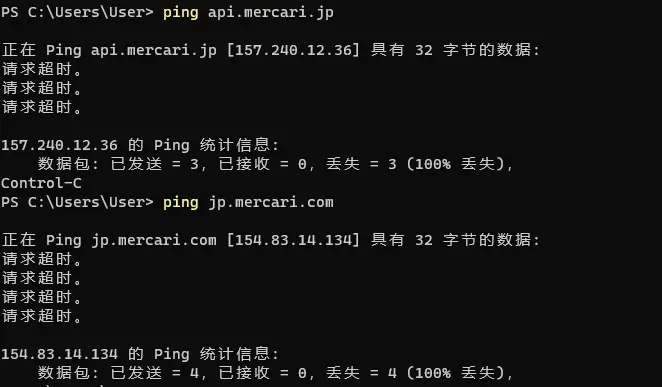 PS C:\Users\User> ping api.mercari.jp
正在 Ping api.mercari.jp [157.240.12.36] 具有 32 字节的数据:
请求超时。
请求超时。
请求超时。
157.240.12.36 的 Ping 统计信息:
数据包: 已发送 = 3，已接收 = 0，丢失 = 3 (100% 丢失)，
Control-C
PS C:\Users\User> ping jp.mercari.com
正在 Ping jp.mercari.com [154.83.14.134] 具有 32 字节的数据:
请求超时。
请求超时。
请求超时。
请求超时。
154.83.14.134 的 Ping 统计信息:
数据包: 已发送 = 4，已接收 = 0，丢失 = 4 (100% 丢失)，